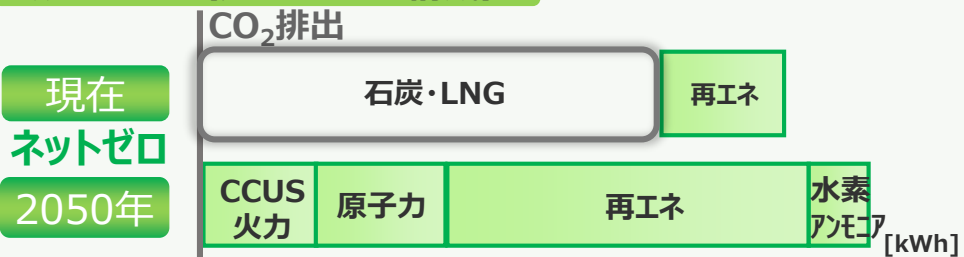 CO₂排出
現在
石炭・LNG
再エネ
ネットゼロ
2050年
CCUS
火力
原子力
再エネ
水素
アンモニア
[kWh]